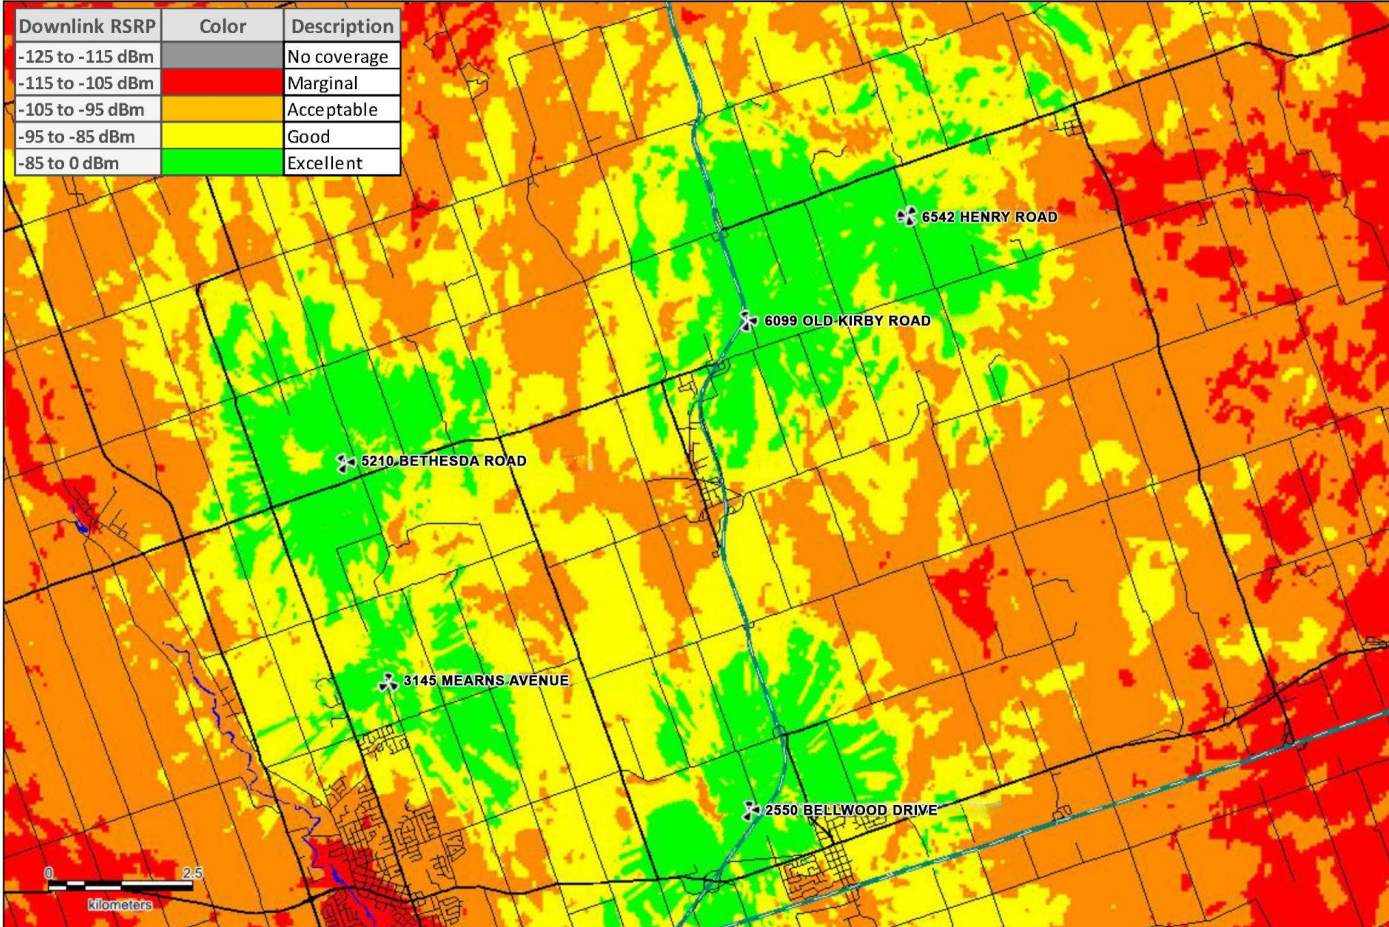 Downlink RSRP Color Description
-125 to -115 dBm No coverage
-115 to -105 dBm Marginal
-105 to -95 dBm Acceptable
-95 to -85 dBm Good
-85 to 0 dBm Excellent
6542 HENRY ROAD
6099 OLD KIRBY ROAD
5210 BETHESDA ROAD
3145 MEARNS AVENUE
2550 BELLWOOD DRIVE
0 2.5
kilometers